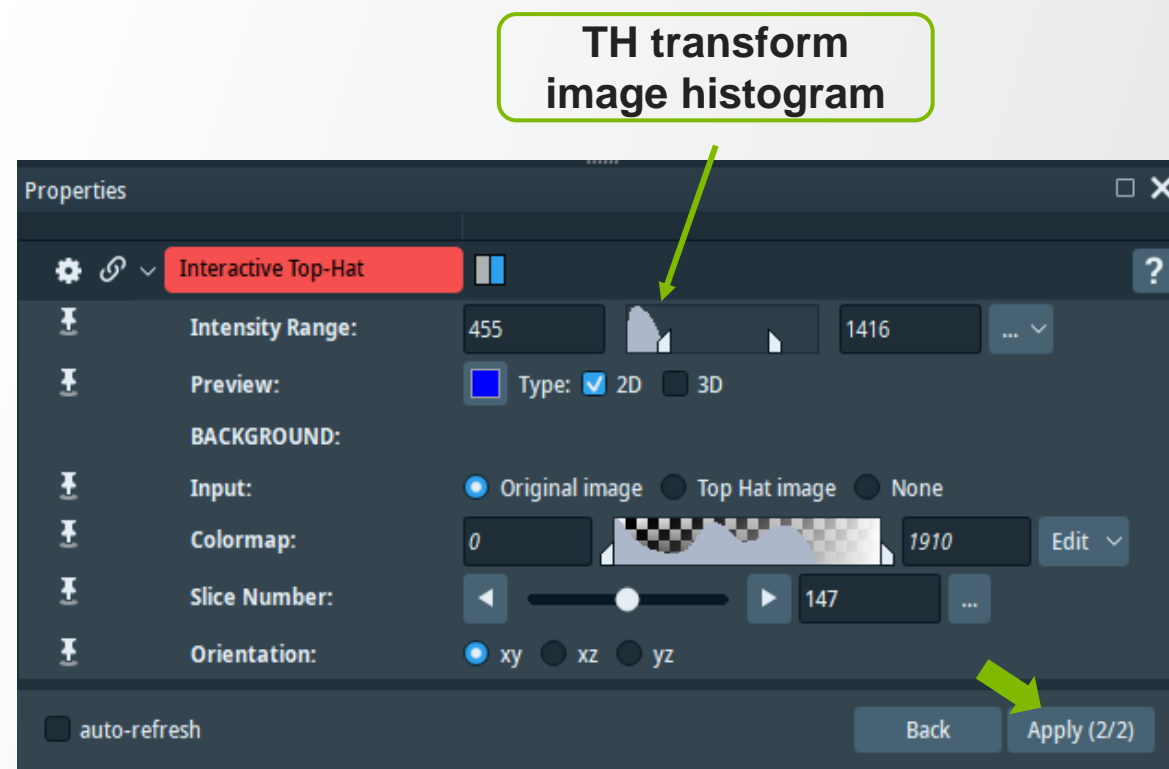 TH transform
image histogram
Properties
Interactive Top-Hat
?
Intensity Range: 455 1416 ...
Preview: Type: 2D 3D
BACKGROUND:
Input: Original image Top Hat image None
Colormap: 0 1910 Edit
Slice Number: 147 ...
Orientation: xy xz yz
auto-refresh Back Apply (2/2)